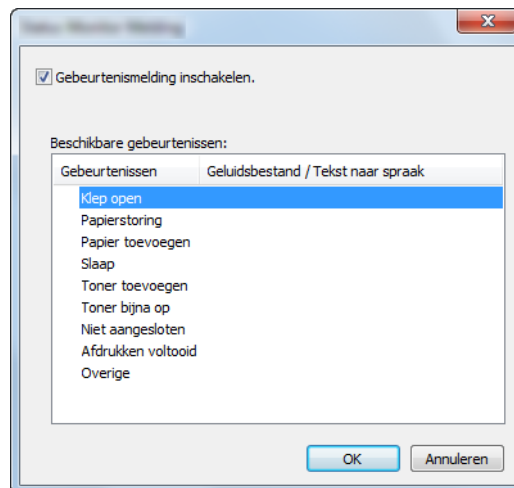 Gebeurtenismelding inschakelen.
Beschikbare gebeurtenissen:
Gebeurtenissen Geluidsbestand / Tekst naar spraak
Klep open
Papierstoring
Papier toevoegen
Slaap
Toner toevoegen
Toner bijna op
Niet aangesloten
Afdrukken voltooid
Overige
OK Annuleren